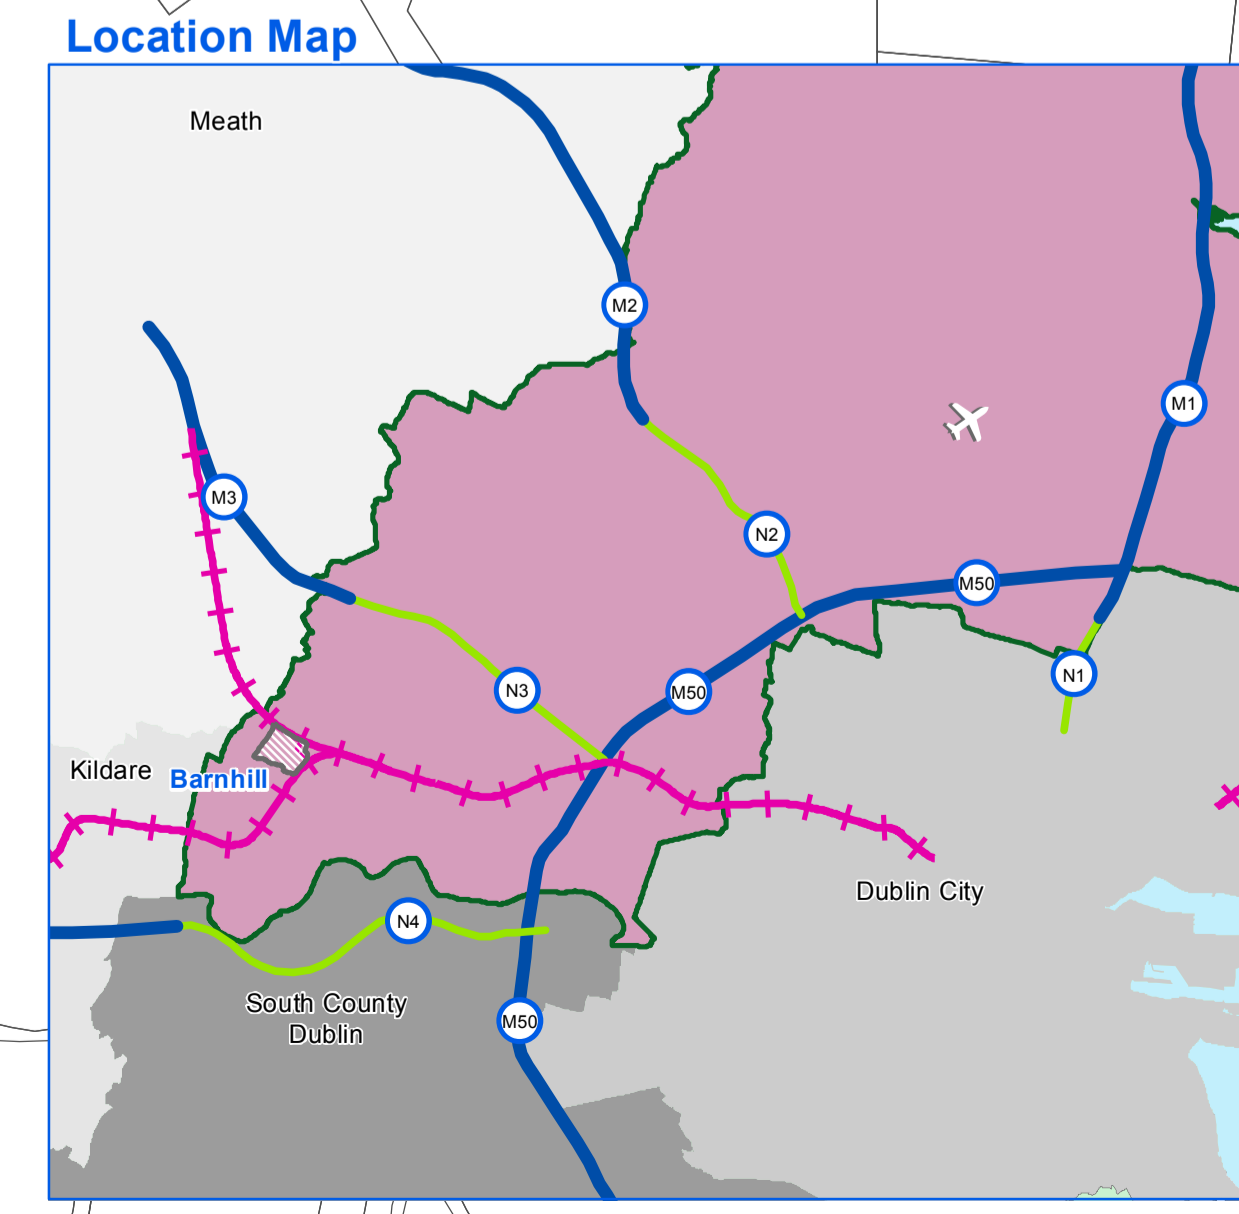 Location Map
Meath
M2
M1
M3
N2
M50
N1
N3
M50
Kildare
Barnhill
Dublin City
N4
South County
Dublin
M50